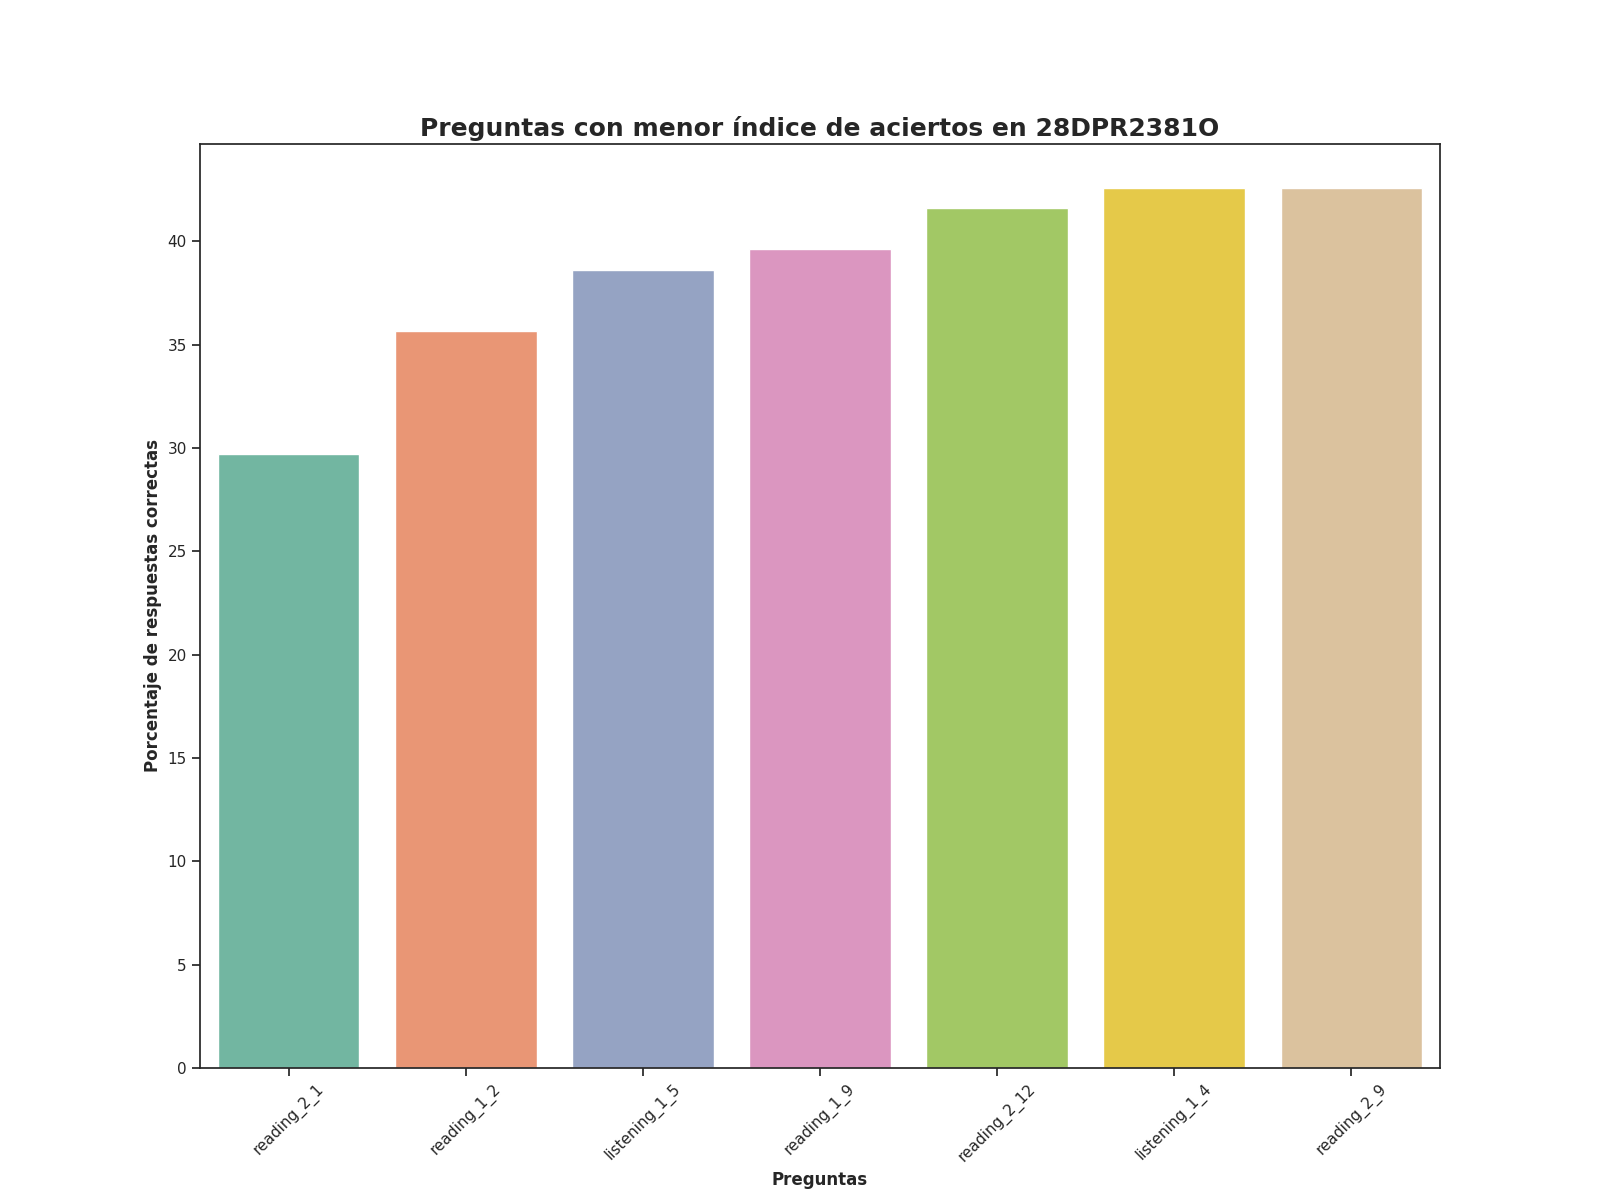 Preguntas con menor índice de aciertos en 28DPR2381O
Porcentaje de respuestas correctas
40
35
30
25
20
15
10
5
0
reading_2_1
reading_1_2
listening_1_5
reading_1_9
reading_2_12
listening_1_4
reading_2_9
Preguntas